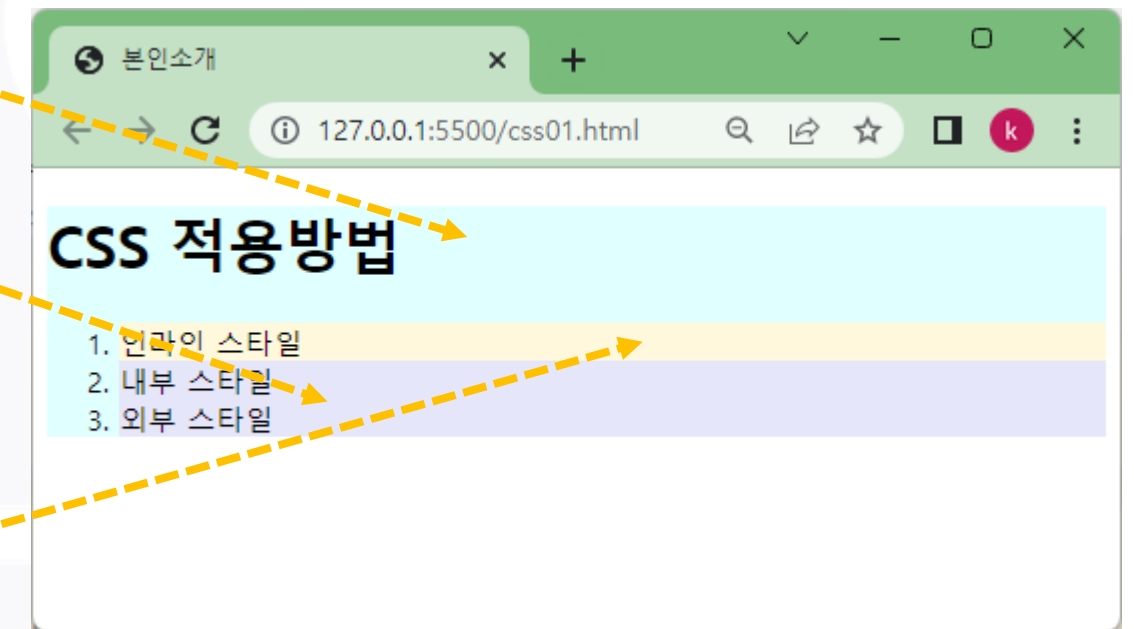 본인소개
127.0.0.1:5500/css01.html
k
CSS 적용방법
1. 인라인 스타일
2. 내부 스타일
3. 외부 스타일